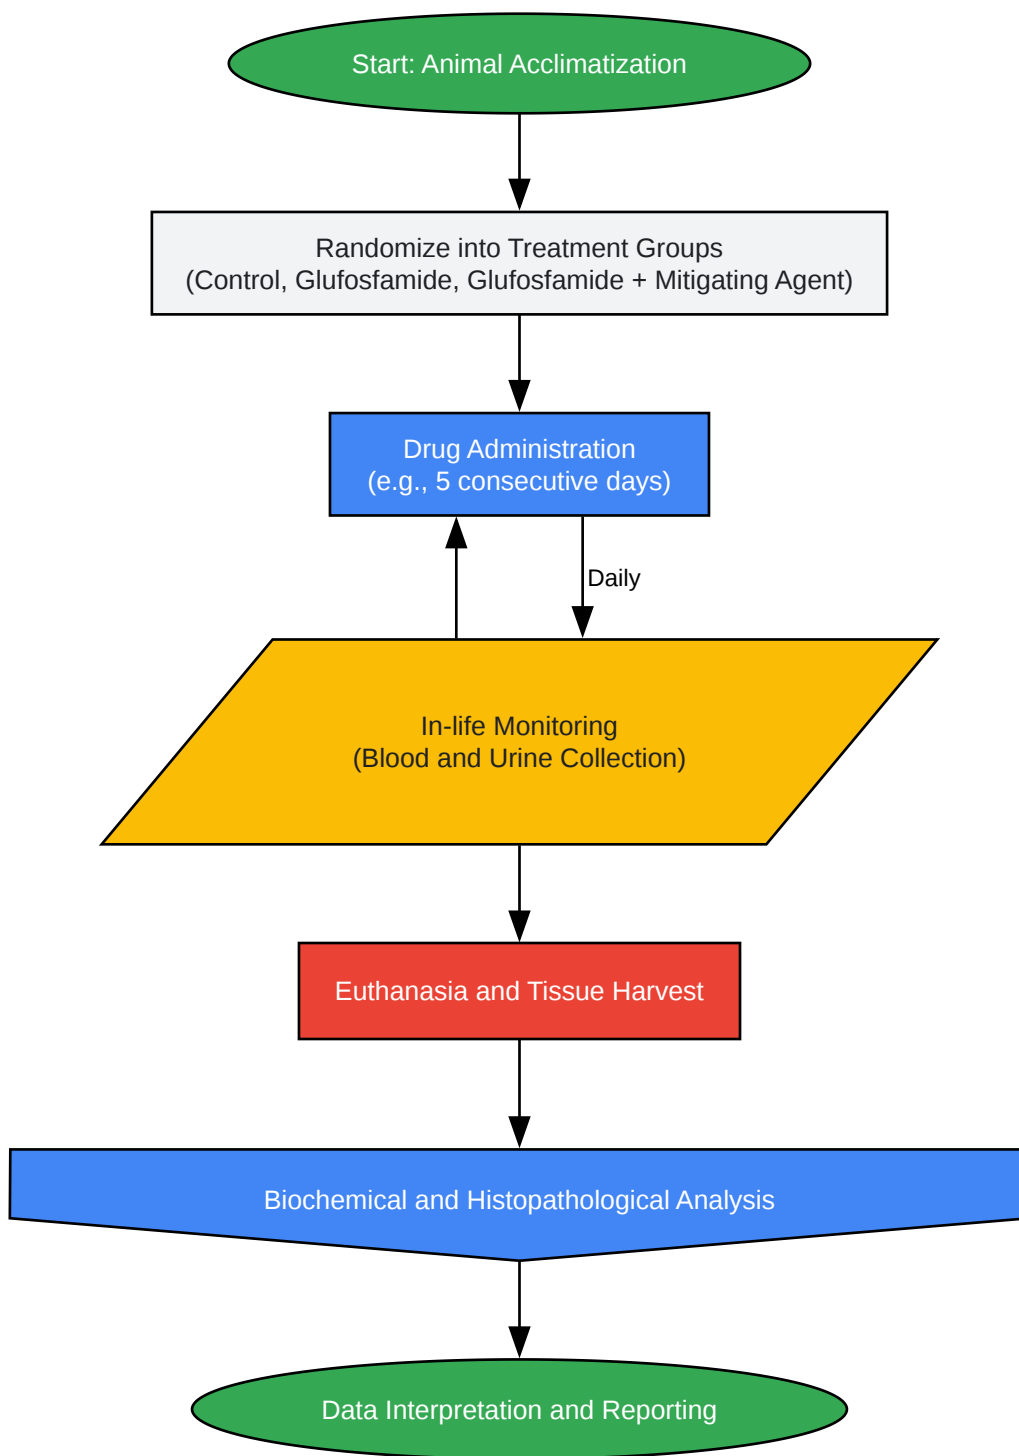 Start: Animal Acclimatization
Randomize into Treatment Groups
(Control, Glufosfamide, Glufosfamide + Mitigating Agent)
Drug Administration
(e.g., 5 consecutive days)
Daily
In-life Monitoring
(Blood and Urine Collection)
Euthanasia and Tissue Harvest
Biochemical and Histopathological Analysis
Data Interpretation and Reporting